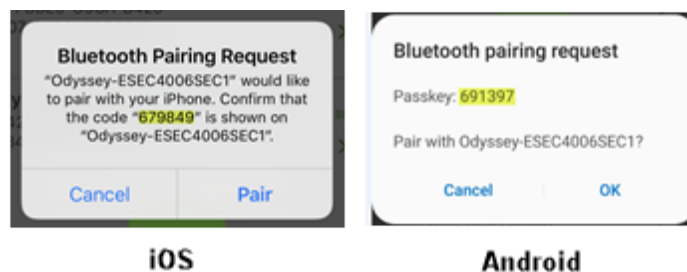 Bluetooth Pairing Request
"Odyssey-ESEC4006SEC1" would like
to pair with your iPhone. Confirm that
the code "679849" is shown on
"Odyssey-ESEC4006SEC1".
Cancel
Pair
iOS
Bluetooth pairing request
Passkey: 691397
Pair with Odyssey-ESEC4006SEC1?
Cancel
OK
Android